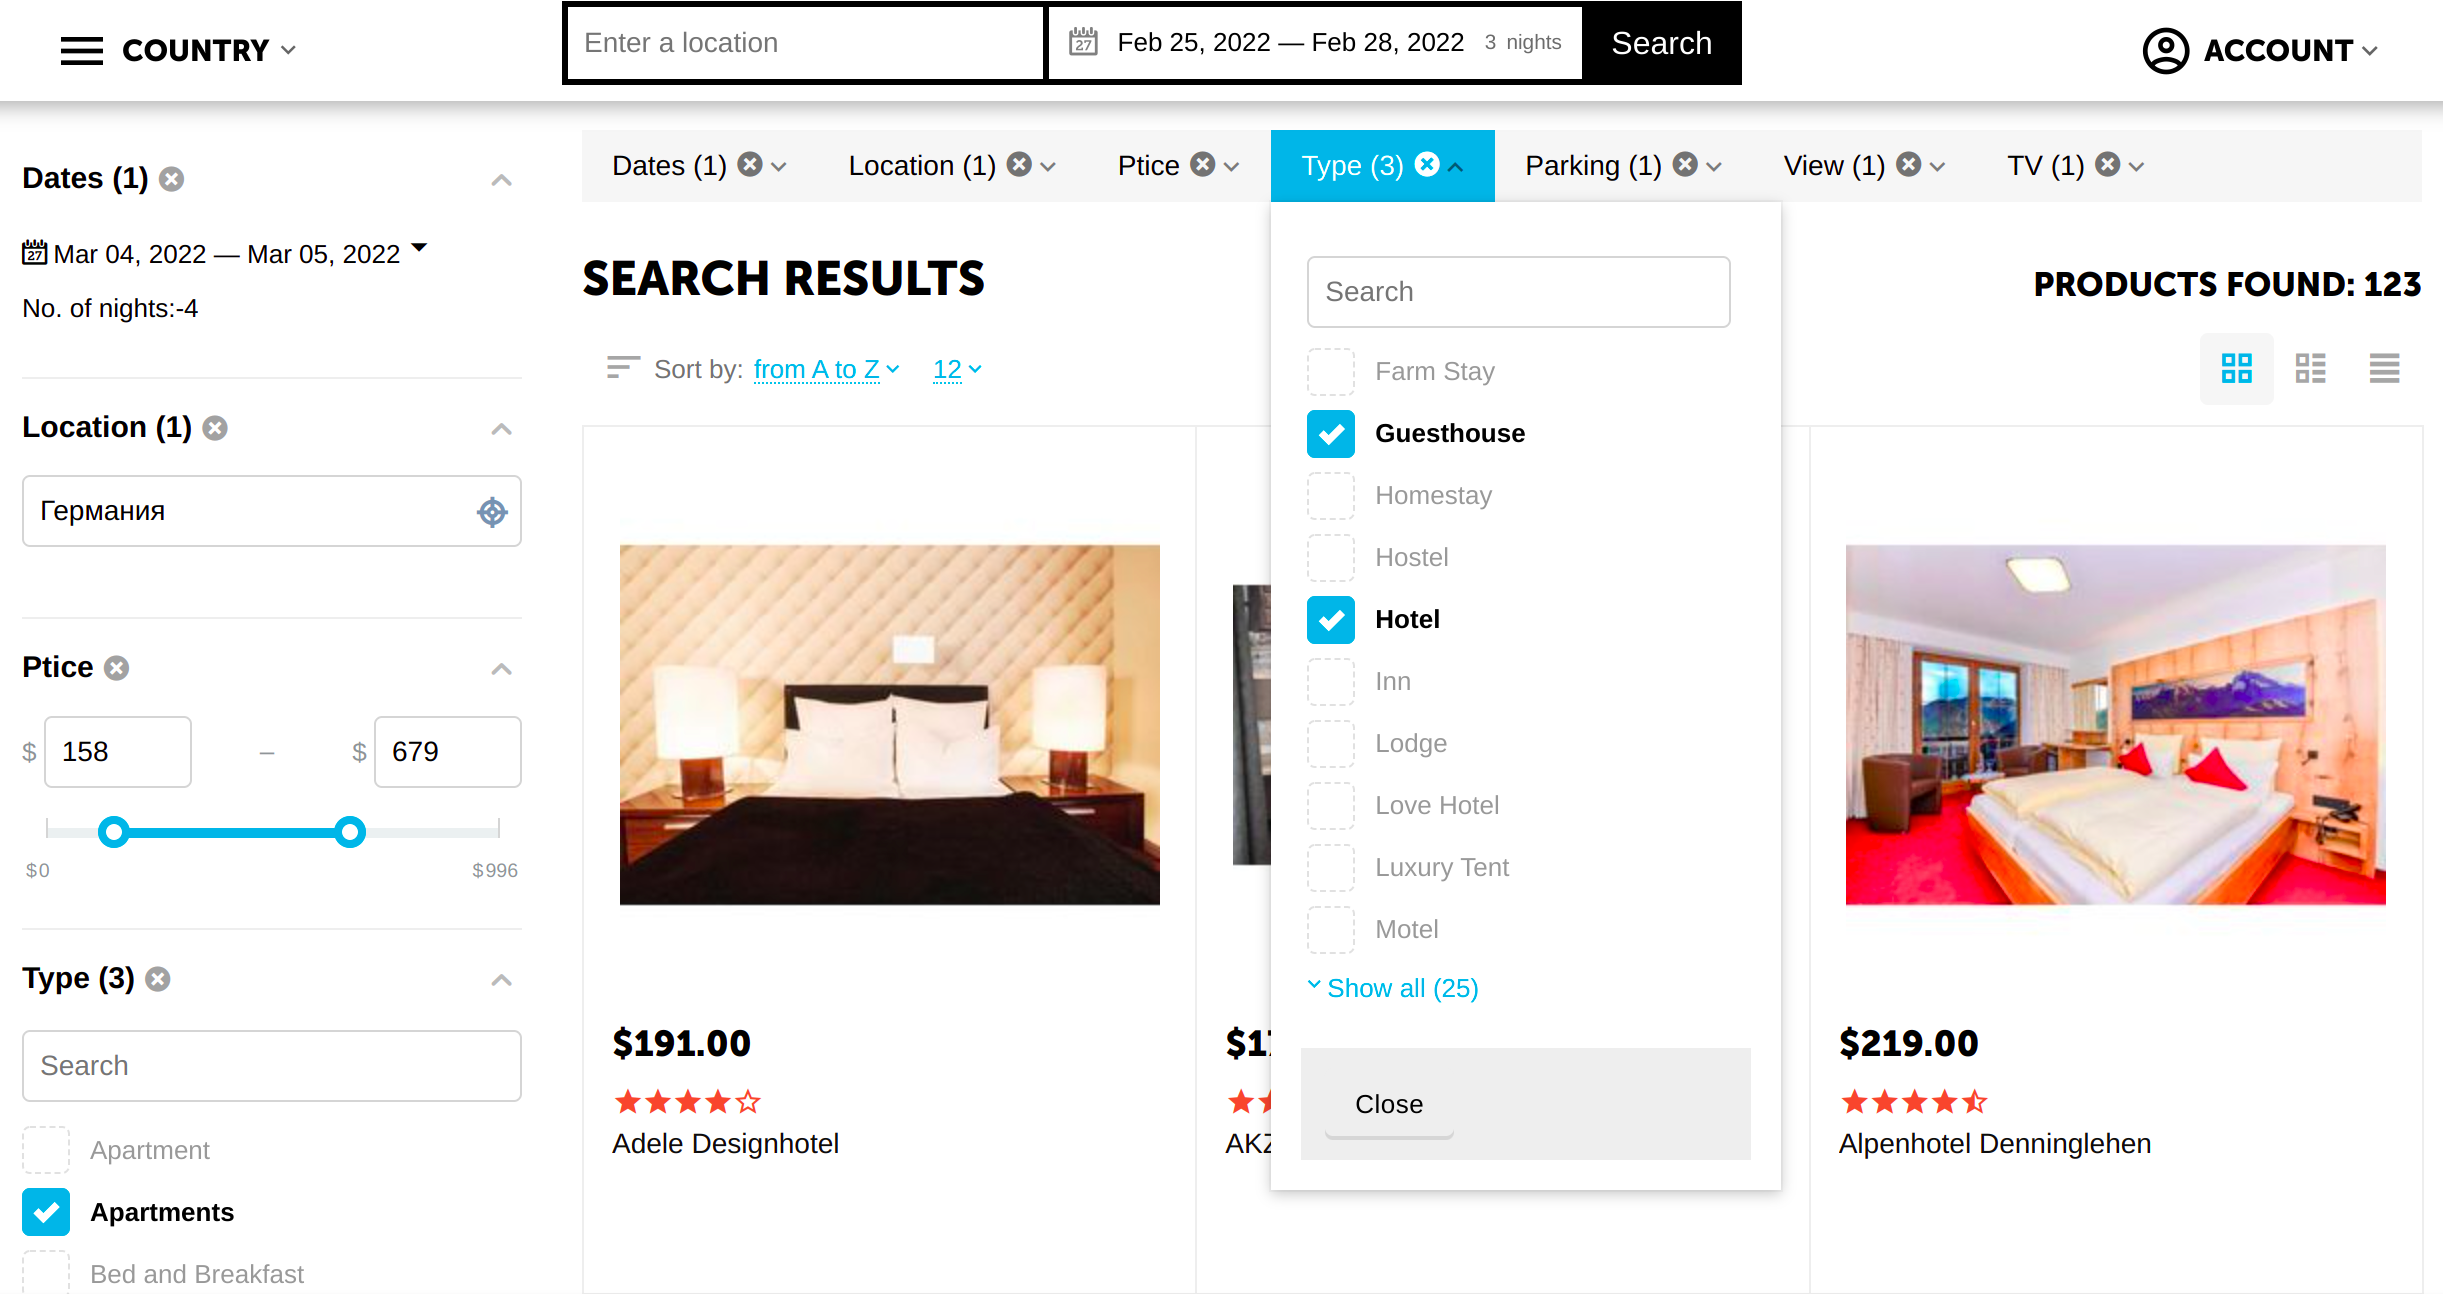 COUNTRY
Enter a location
27
Feb 25, 2022 — Feb 28, 2022
3 nights
Search
ACCOUNT
Dates (1)
27
Mar 04, 2022 — Mar 05, 2022
No. of nights:-4
Location (1)
Германия
Ptice
$ 158 – $ 679
$0
$996
Type (3)
Search
Apartment
Apartments
Bed and Breakfast
Dates (1)
Location (1)
Ptice
Type (3)
Parking (1)
View (1)
TV (1)
SEARCH RESULTS
PRODUCTS FOUND: 123
Sort by: from A to Z 12
Search
Farm Stay
Guesthouse
Homestay
Hostel
Hotel
Inn
Lodge
Love Hotel
Luxury Tent
Motel
Show all (25)
Close
$191.00
Adele Designhotel
$219.00
Alpenhotel Denninglehen